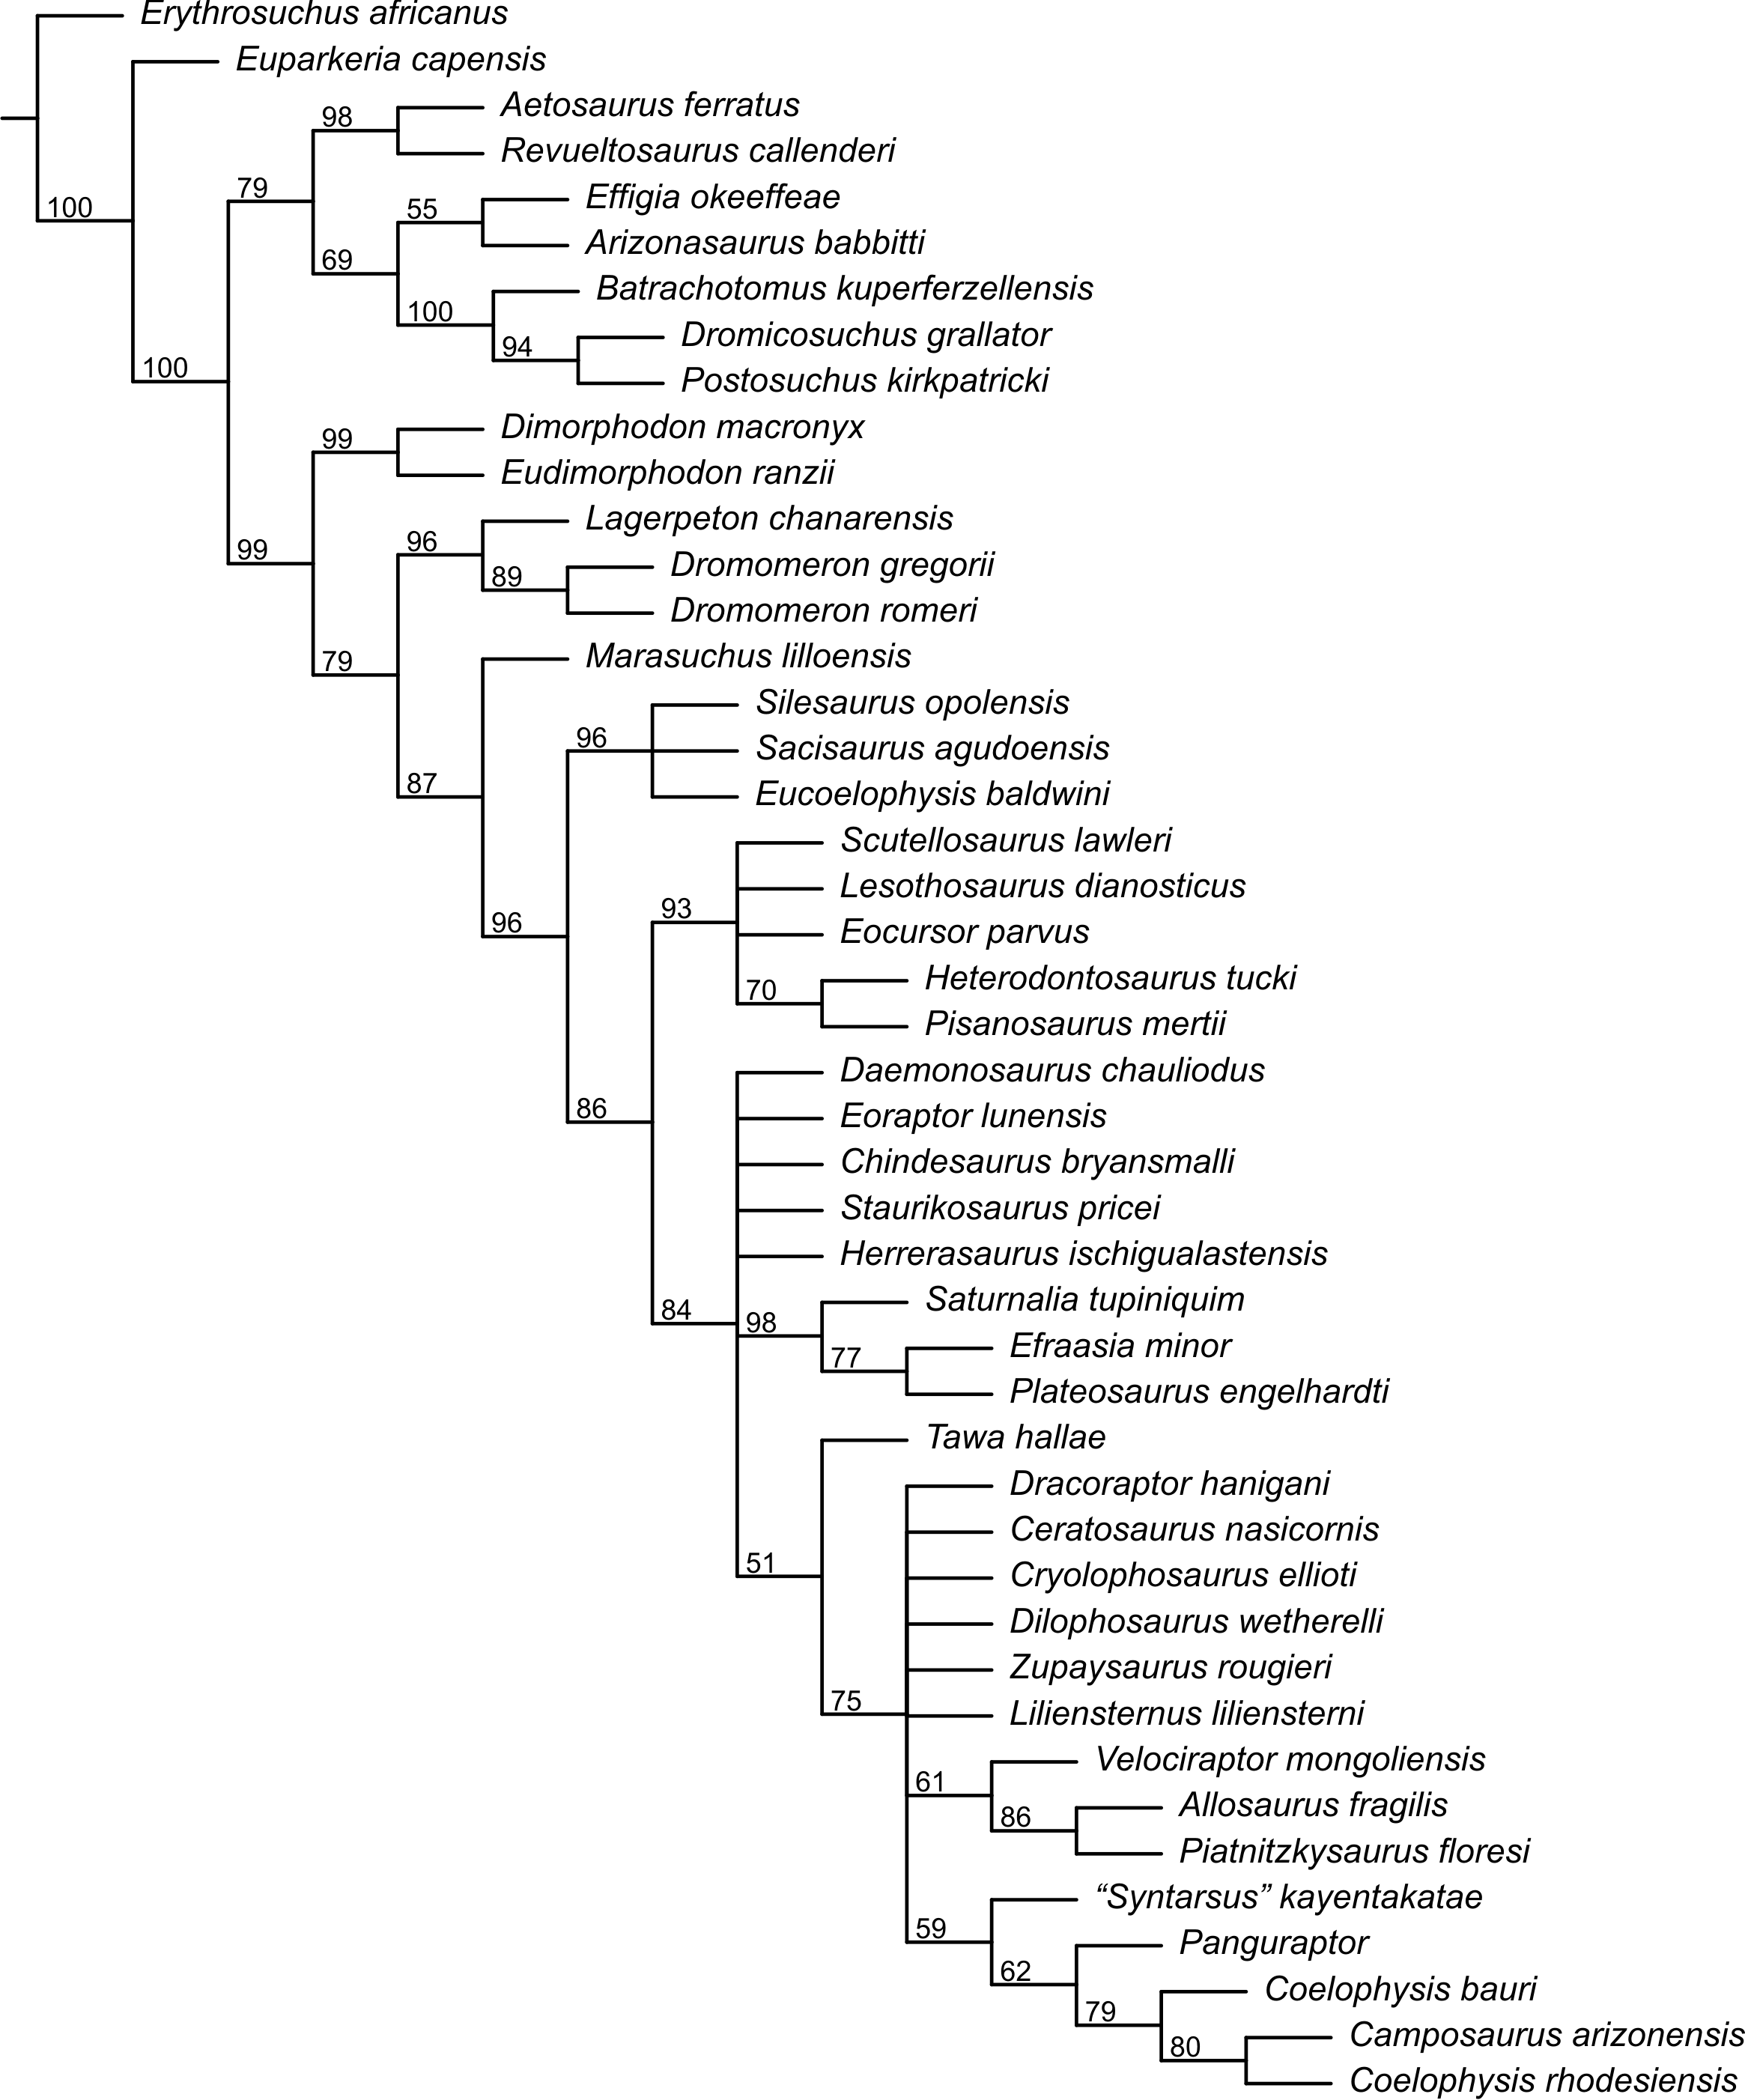 Erythrosuchus africanus
Euparkeria capensis
98 Aetosaurus ferratus
Revueltosaurus callenderi
79
55 Effigia okeeffeae
100
Arizonasaurus babbitti
69
Batrachotomus kuperferzellensis
100
Dromicosuchus grallator
94
100
Postosuchus kirkpatricki
Dimorphodon macronyx
99
Eudimorphodon ranzii
Lagerpeton chanarensis
96
99
Dromomeron gregorii
89
Dromomeron romeri
Marasuchus lilloensis
79
Silesaurus opolensis
96
Sacisaurus agudoensis
87
Eucoelophysis baldwini
Scutellosaurus lawleri
Lesothosaurus dianosticus
93
96
Eocursor parvus
Heterodontosaurus tucki
70
Pisanosaurus mertii
Daemonosaurus chauliodus
86
Eoraptor lunensis
Chindesaurus bryansmalli
Staurikosaurus pricei
Herrerasaurus ischigualastensis
Saturnalia tupiniquim
84
98
Efraasia minor
77
Plateosaurus engelhardti
Tawa hallae
Dracoraptor hanigani
Ceratosaurus nasicornis
51
Cryolophosaurus ellioti
Dilophosaurus wetherelli
Zupaysaurus rougieri
75
Liliensternus liliensterni
Velociraptor mongoliensis
61
Allosaurus fragilis
86
Piatnitzkysaurus floresi
“Syntarsus” kayentakatae
59
Panguraptor
62
Coelophysis bauri
79
Camposaurus arizonensis
80
Coelophysis rhodesiensis